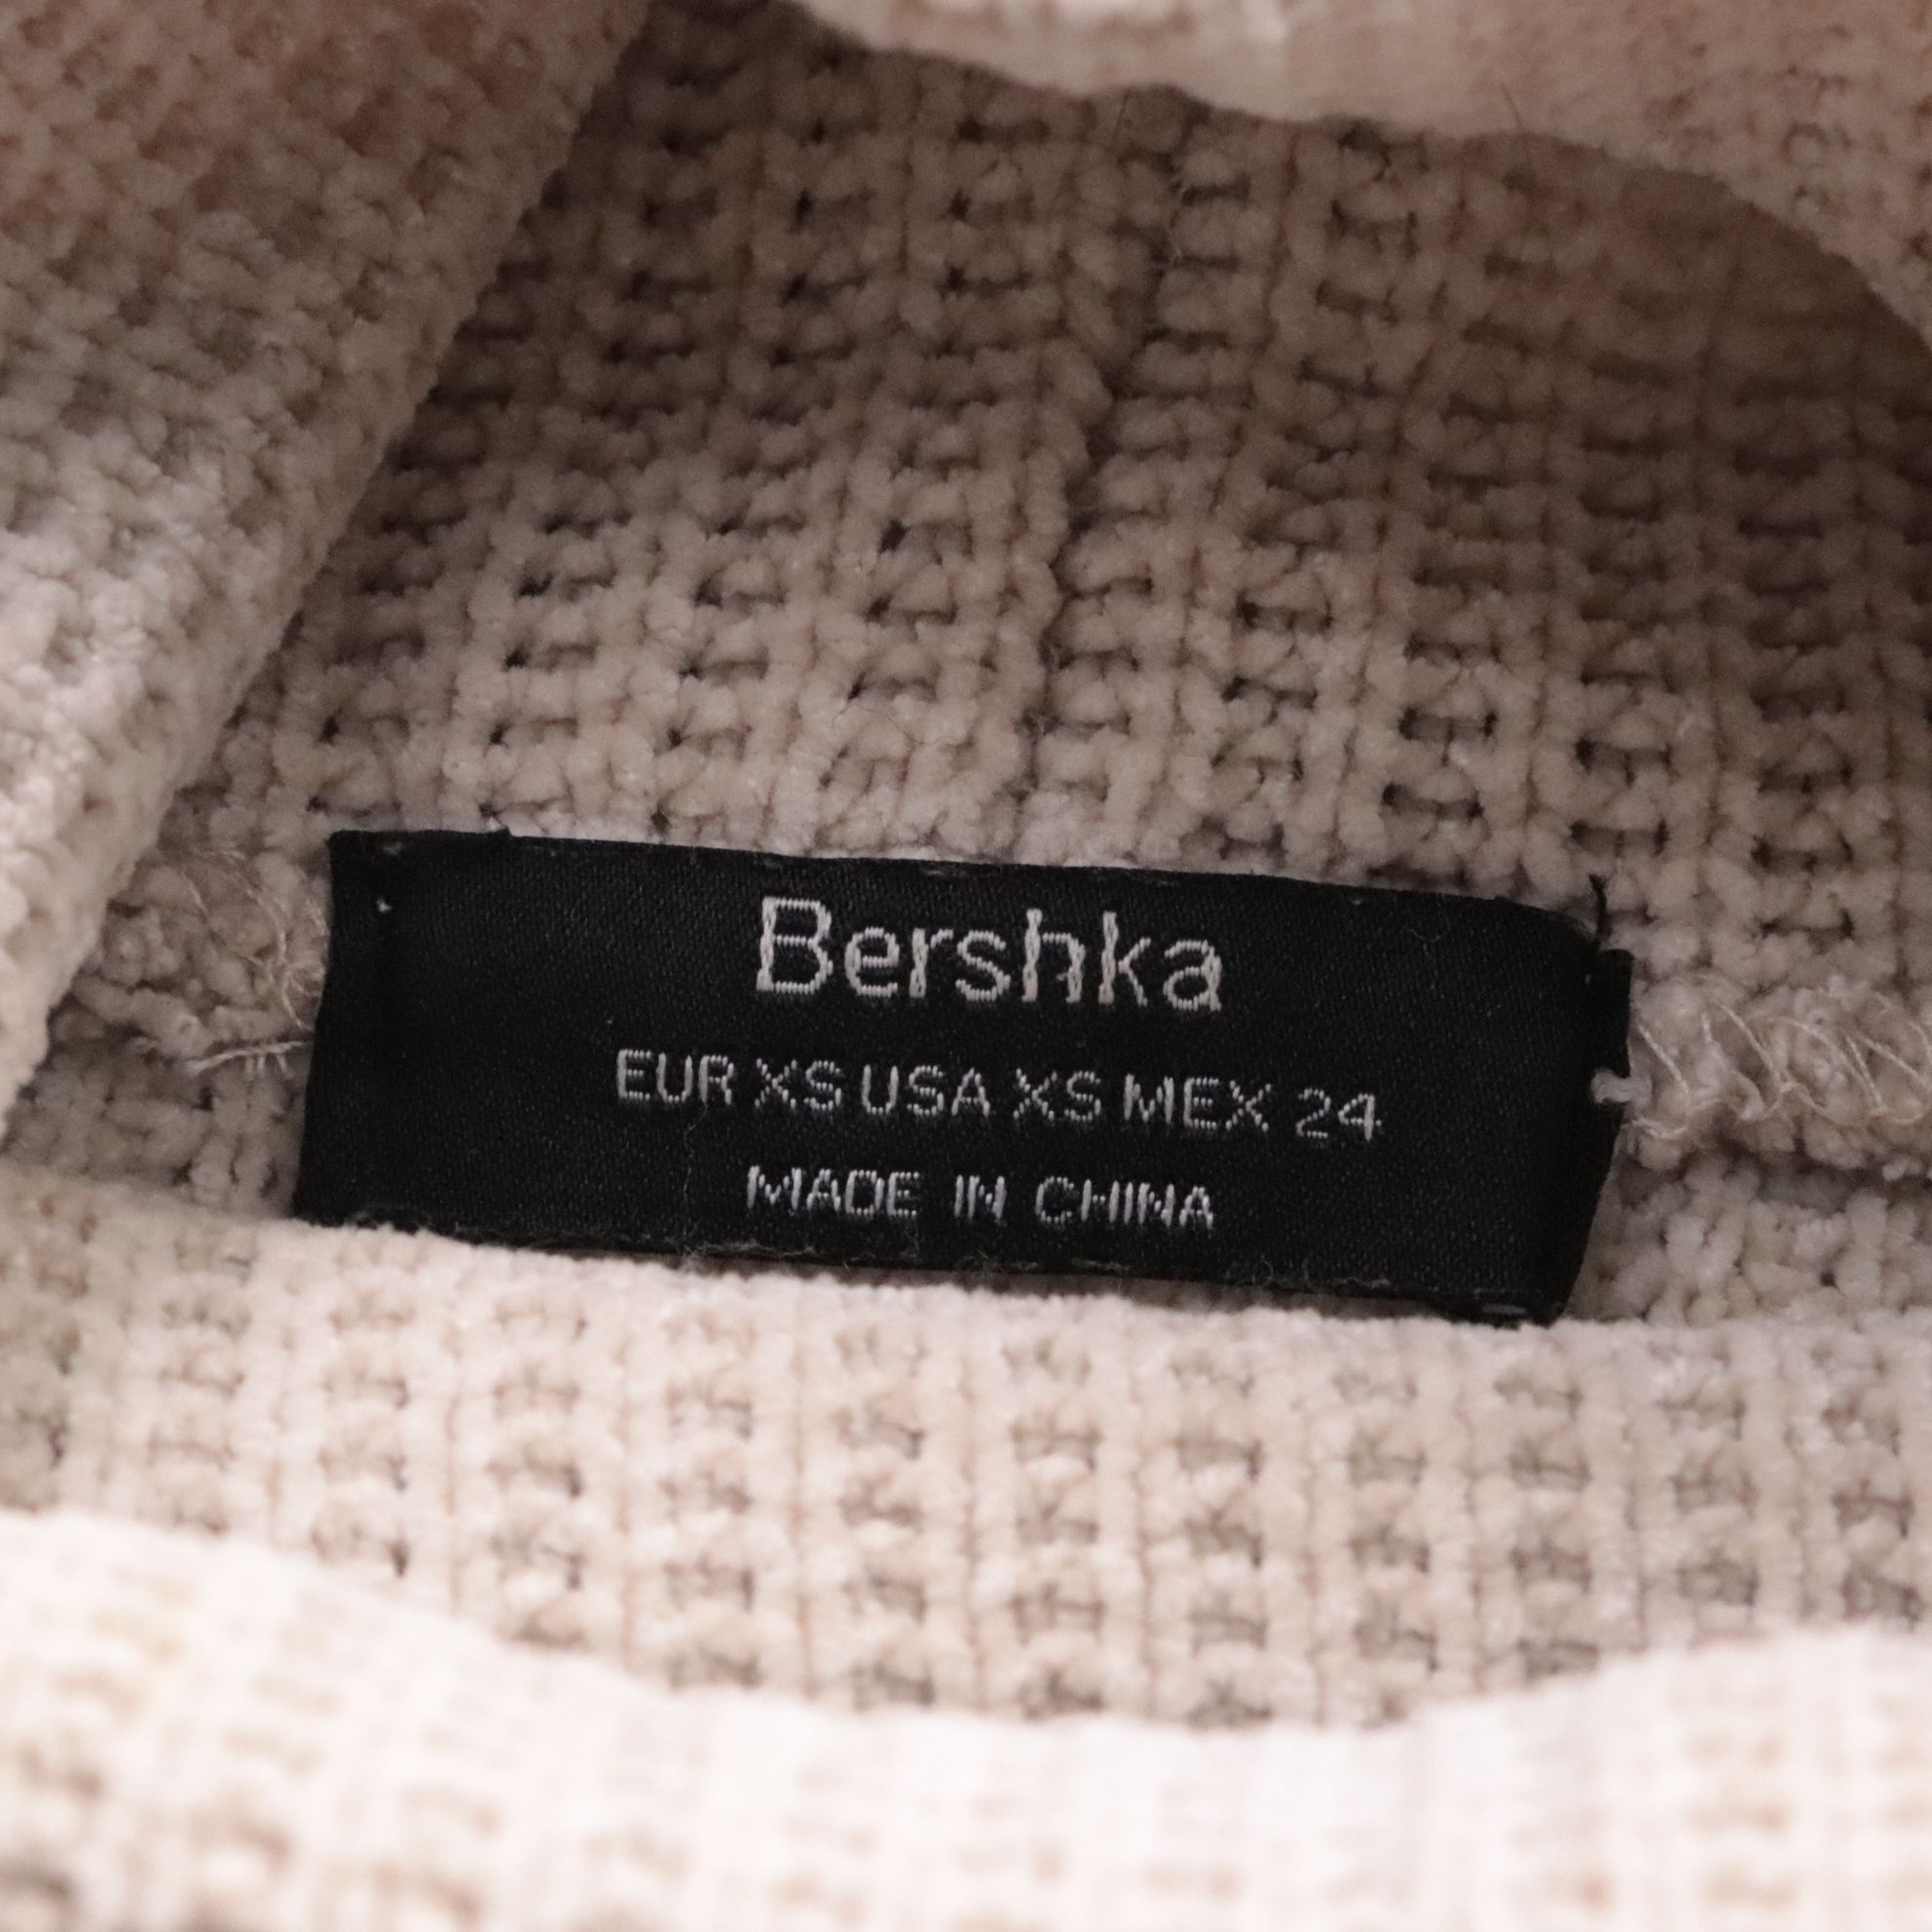 Bershka
EUR XS USA XS MEX 24
MADE IN CHINA